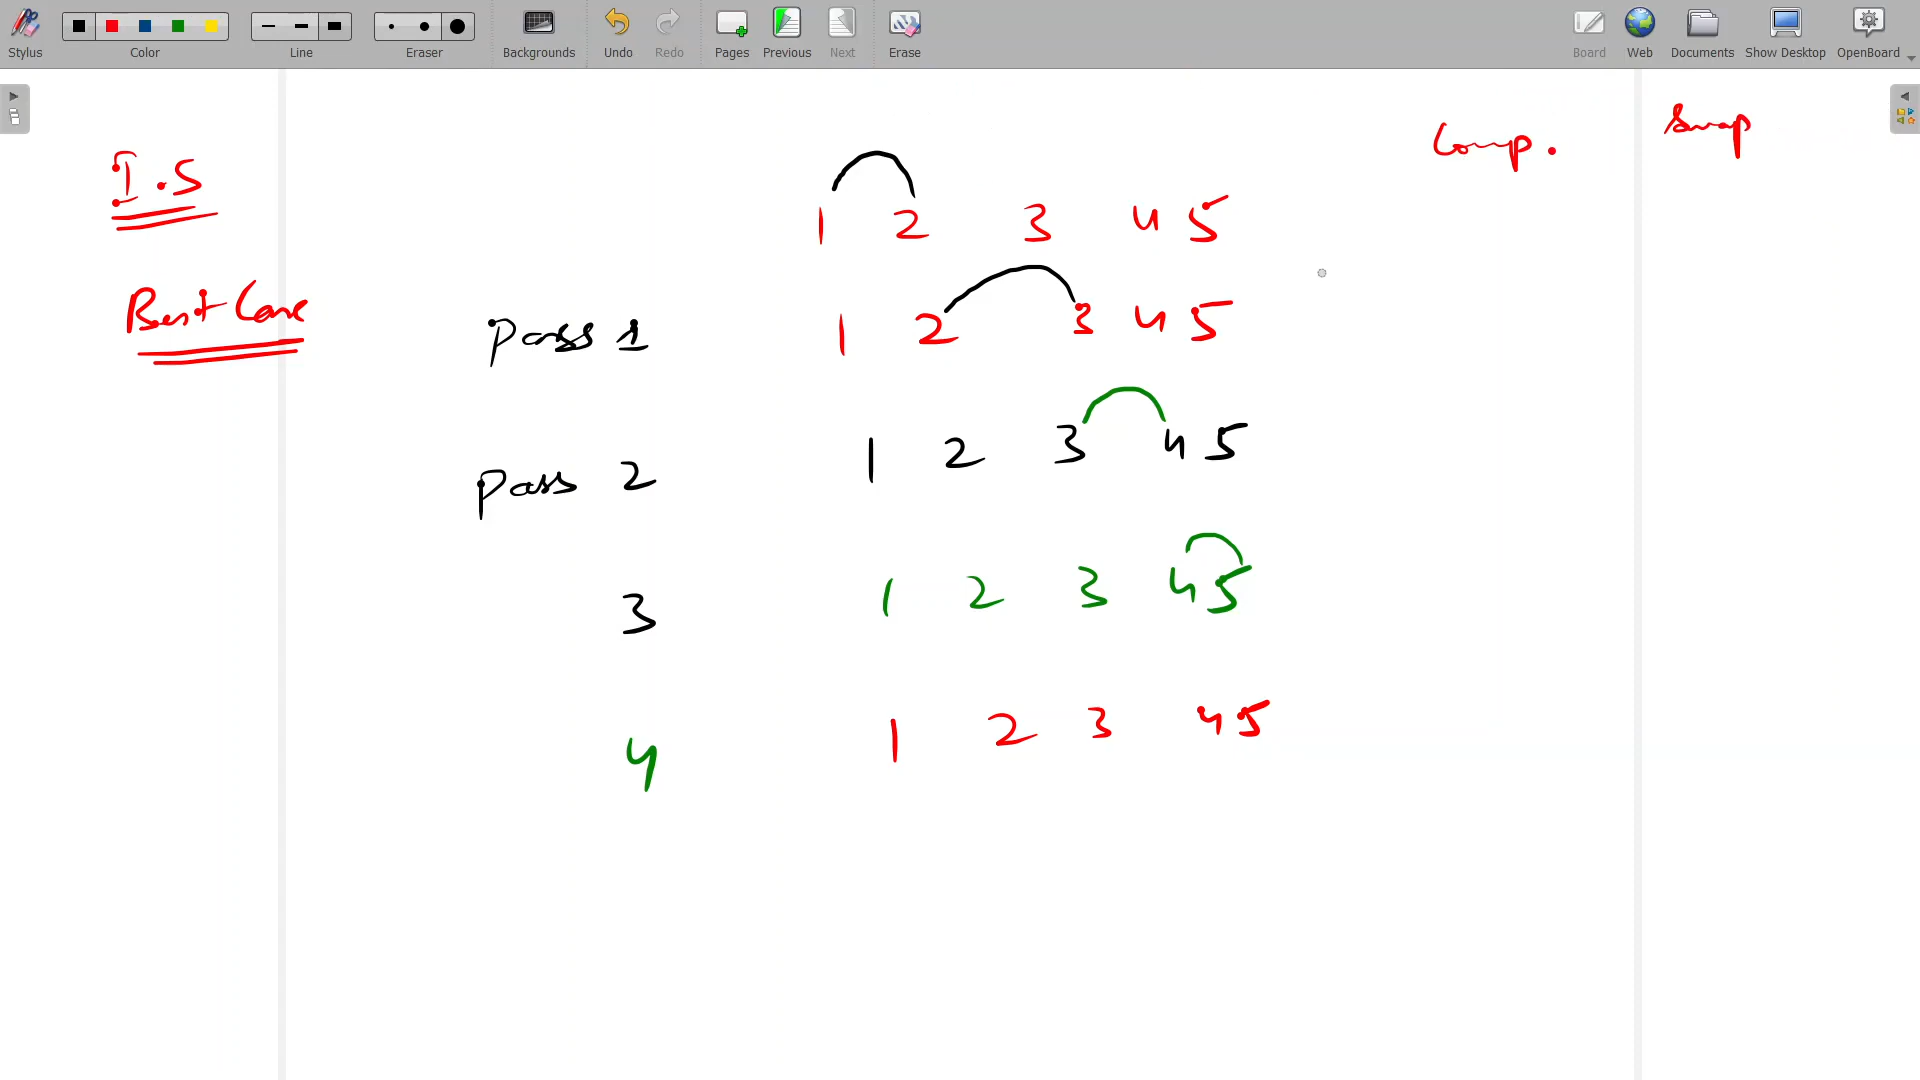 Stylus Color Line Eraser Backgrounds Undo Redo Pages Previous Next Erase Board Web Documents Show Desktop OpenBoard
Comp. Swap
I.S 1 2 3 4 5
Best Case
Pass 1 1 2 3 4 5
Pass 2 1 2 3 4 5
3 1 2 3 4 5
4 1 2 3 4 5